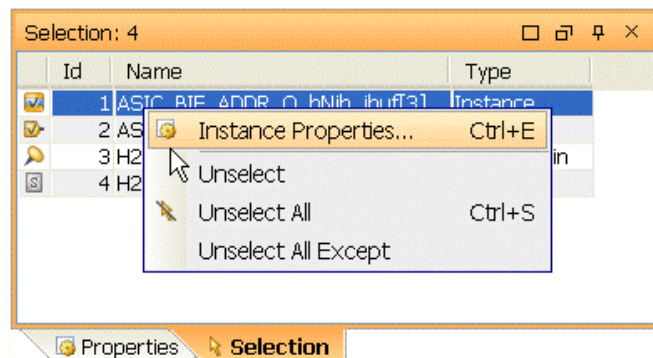 Selection: 4
Id Name Type
1 ASIC_BIF_ADDR_O_hNih_ibuf[3] Instance
2 AS
Instance Properties... Ctrl+E
3 H2 in
Unselect
4 H2
Unselect All Ctrl+S
Unselect All Except
Properties Selection